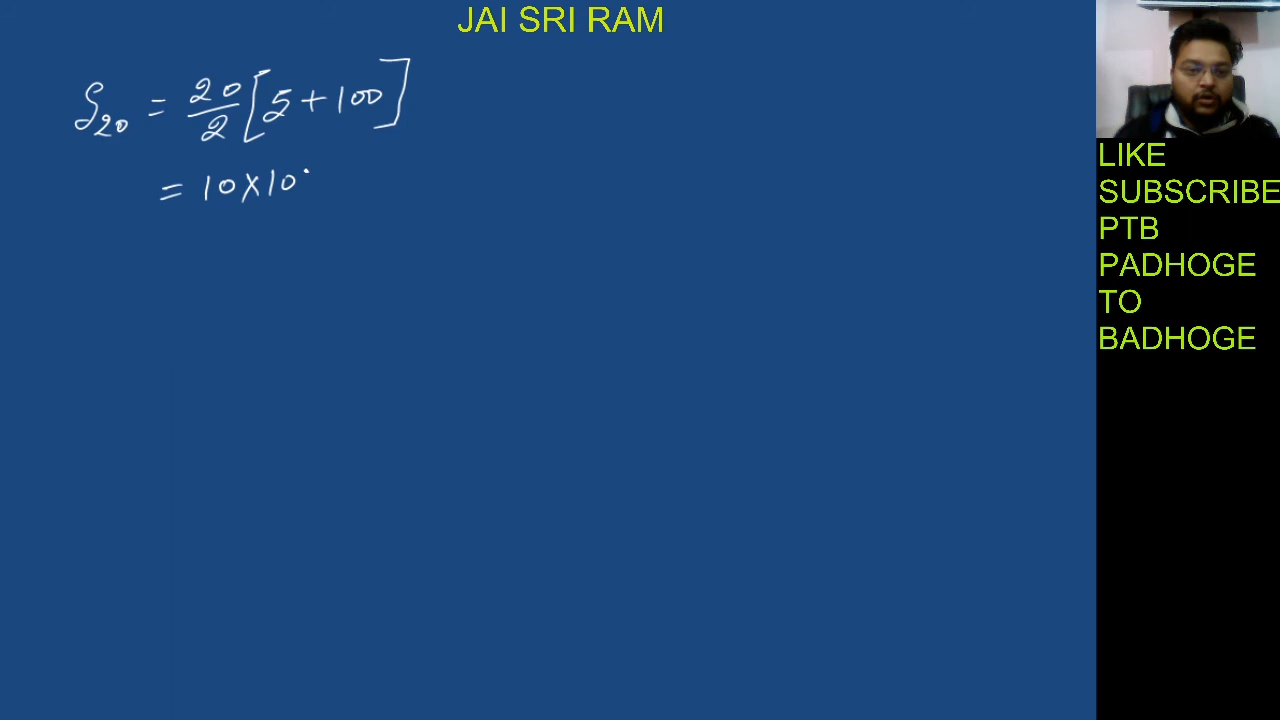 JAI SRI RAM
S₂₀ = 20/2 [5 + 100]
= 10 × 10
LIKE
SUBSCRIBE
PTB
PADHOGE
TO
BADHOGE